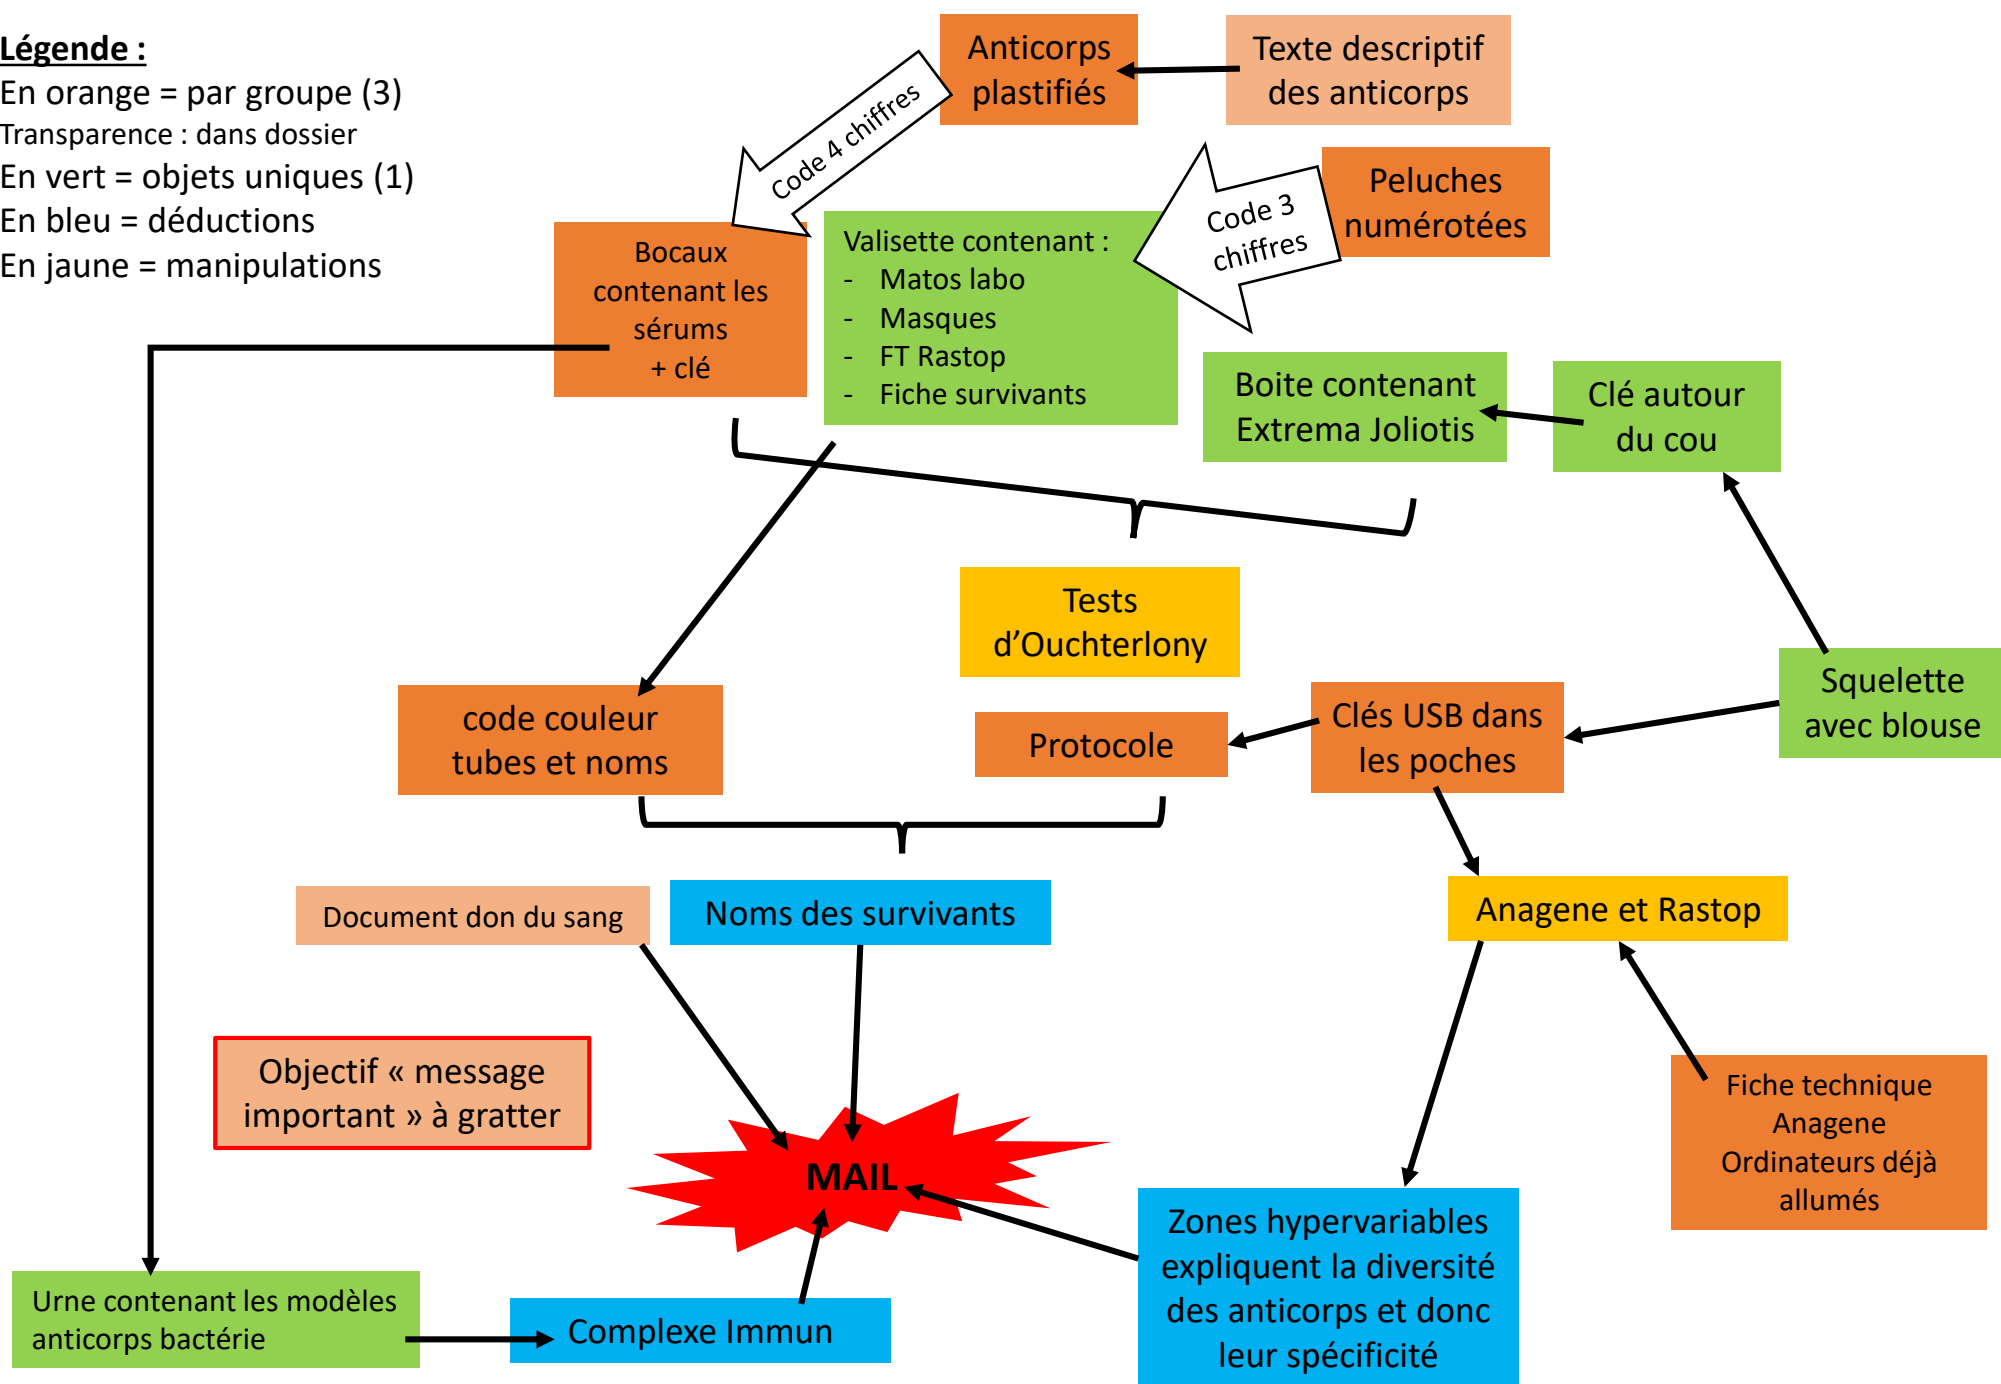 Légende :
En orange = par groupe (3)
Transparence : dans dossier
En vert = objets uniques (1)
En bleu = déductions
En jaune = manipulations
Anticorps
plastifiés
Texte descriptif
des anticorps
Code 4 chiffres
Peluches
numérotées
Code 3
chiffres
Bocaux
contenant les
sérums
+ clé
Valisette contenant :
- Matos labo
- Masques
- FT Rastop
- Fiche survivants
Boite contenant
Extrema Joliotis
Clé autour
du cou
Tests
d’Ouchterlony
Squelette
avec blouse
code couleur
tubes et noms
Protocole
Clés USB dans
les poches
Document don du sang
Noms des survivants
Anagene et Rastop
Objectif « message
important » à gratter
Fiche technique
Anagene
Ordinateurs déjà
allumés
MAIL
Zones hypervariables
expliquent la diversité
des anticorps et donc
leur spécificité
Urne contenant les modèles
anticorps bactérie
Complexe Immun